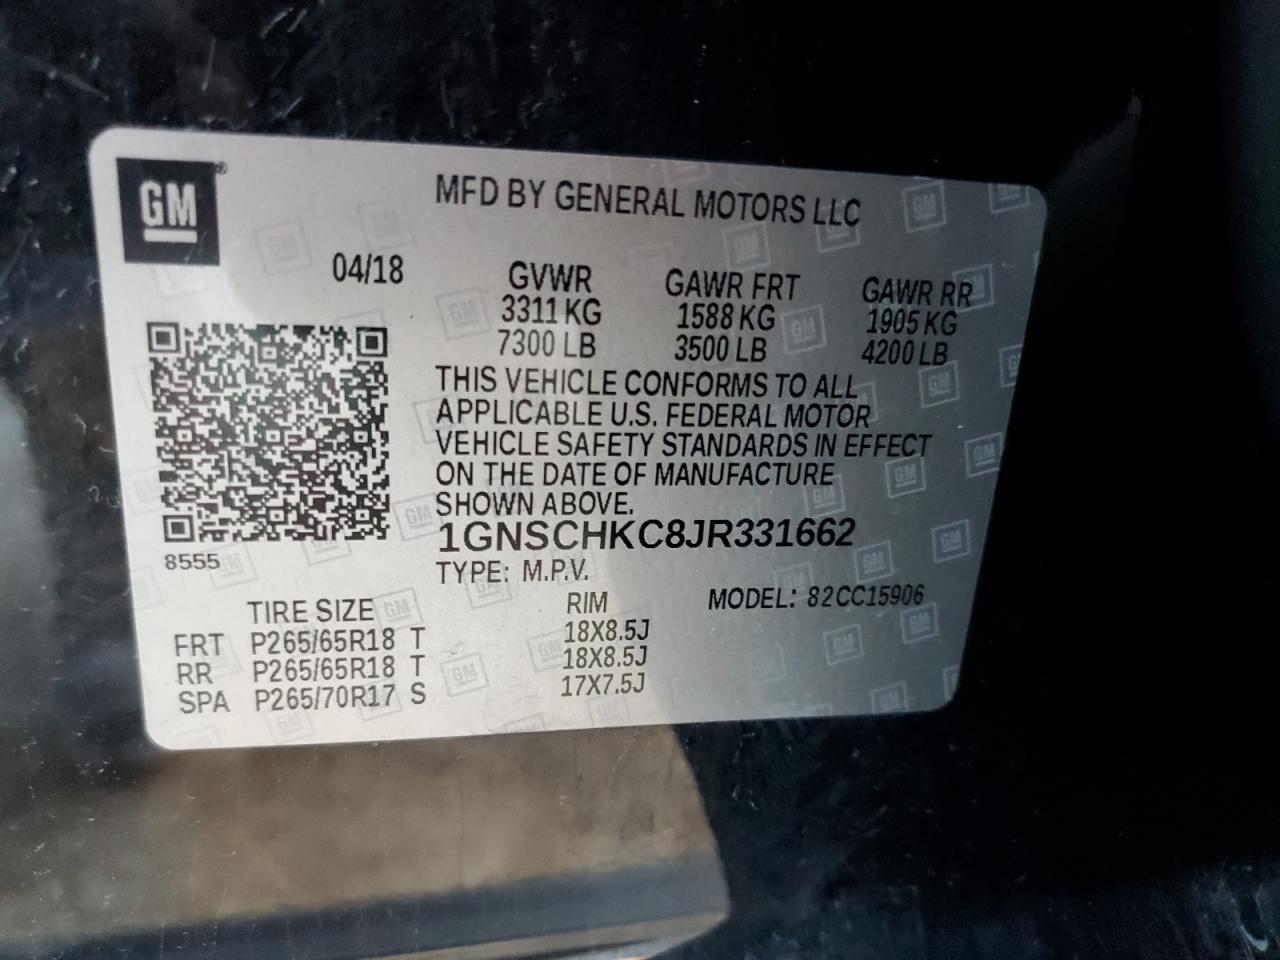 GM®
MFD BY GENERAL MOTORS LLC
04/18
GVWR GAWR FRT GAWR RR
3311 KG 1588 KG 1905 KG
7300 LB 3500 LB 4200 LB
THIS VEHICLE CONFORMS TO ALL
APPLICABLE U.S. FEDERAL MOTOR
VEHICLE SAFETY STANDARDS IN EFFECT
ON THE DATE OF MANUFACTURE
SHOWN ABOVE.
1GNSCHKC8JR331662
8555
TYPE: M.P.V.
TIRE SIZE RIM MODEL: 82CC15906
FRT P265/65R18 T 18X8.5J
RR P265/65R18 T 18X8.5J
SPA P265/70R17 S 17X7.5J